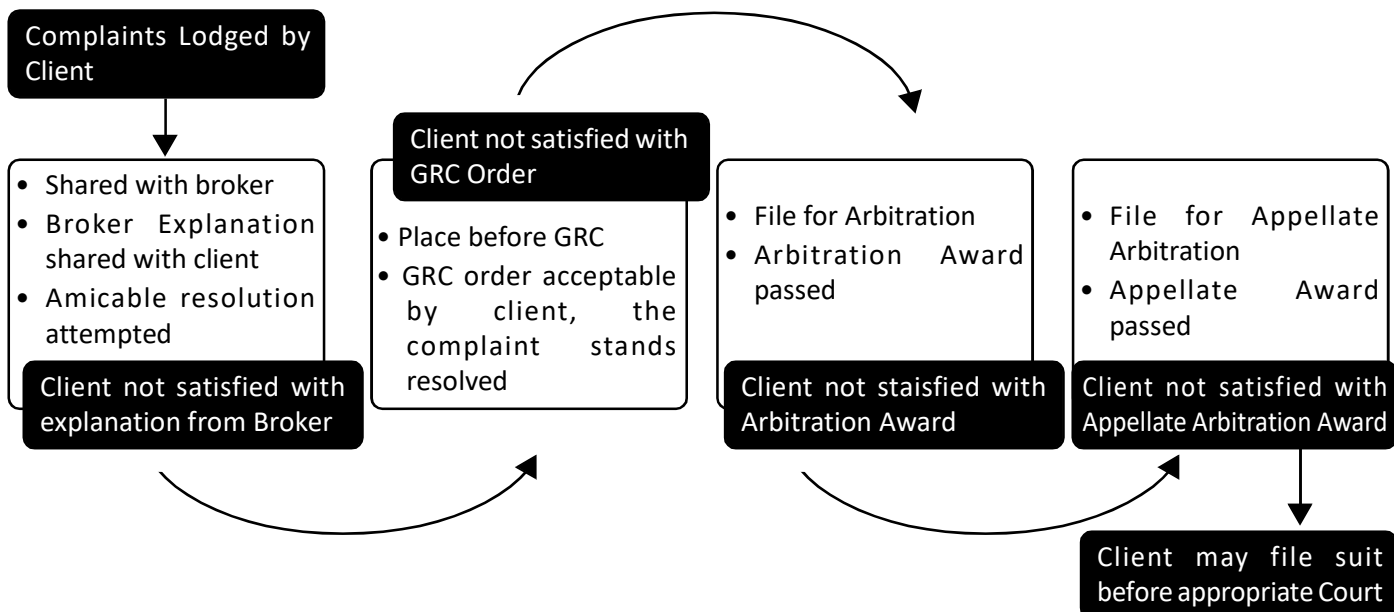 Complaints Lodged by
Client
• Shared with broker
• Broker Explanation
shared with client
• Amicable resolution
attempted
Client not satisfied with
explanation from Broker
Client not satisfied with
GRC Order
• Place before GRC
• GRC order acceptable
by client, the
complaint stands
resolved
• File for Arbitration
• Arbitration Award
passed
Client not staisfied with
Arbitration Award
• File for Appellate
Arbitration
• Appellate Award
passed
Client not satisfied with
Appellate Arbitration Award
Client may file suit
before appropriate Court